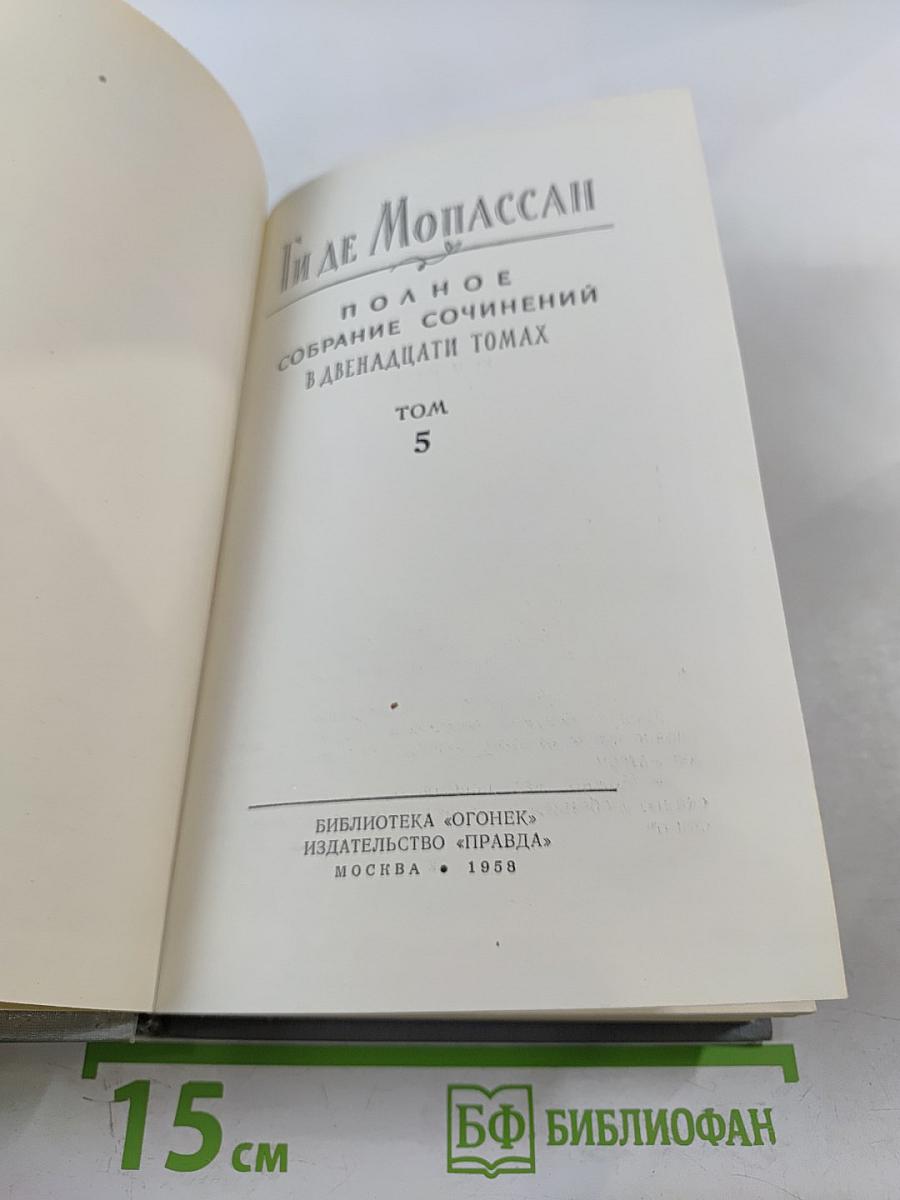 Ги де Мопассан
ПОЛНОЕ
СОБРАНИЕ СОЧИНЕНИЙ
В ДВЕНАДЦАТИ ТОМАХ
ТОМ
5
БИБЛИОТЕКА «ОГОНЕК»
ИЗДАТЕЛЬСТВО «ПРАВДА»
МОСКВА • 1958
15 см
БФ БИБЛИОФАН